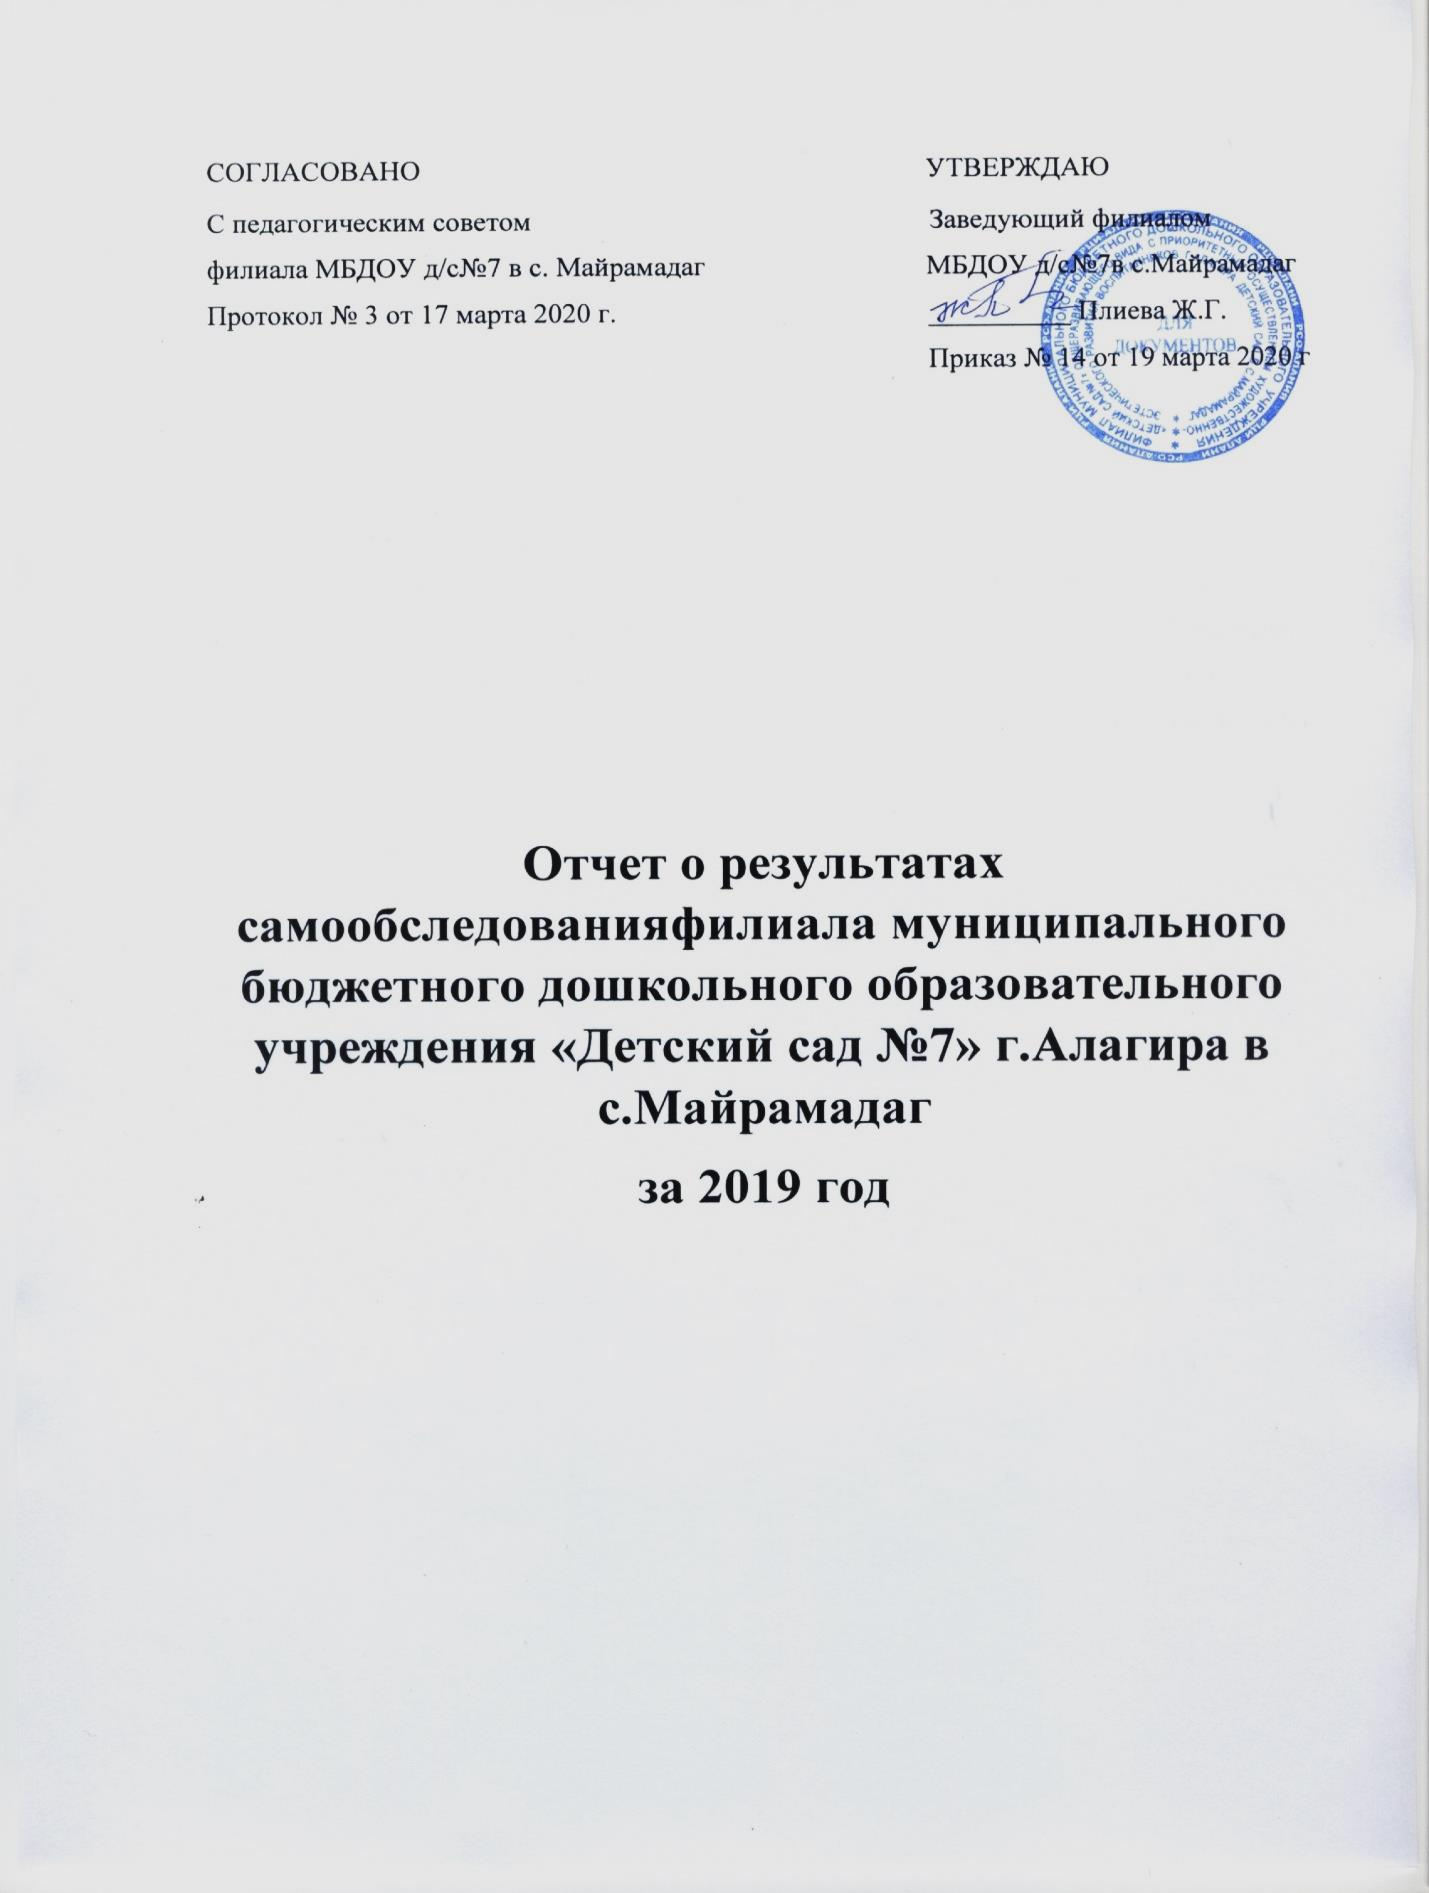 СОГЛАСОВАНО
С педагогическим советом
филиала МБДОУ д/с№7 в с. Майрамадаг
Протокол № 3 от 17 марта 2020 г.
УТВЕРЖДАЮ
Заведующий филиалом
МБДОУ д/с№7в с.Майрамадаг
Плиева Ж.Г.
Приказ № 14 от 19 марта 2020 г
ДЛЯ
ДОКУМЕНТОВ
Отчет о результатах
самообследованияфилиала муниципального
бюджетного дошкольного образовательного
учреждения «Детский сад №7» г.Алагира в
с.Майрамадаг
за 2019 год